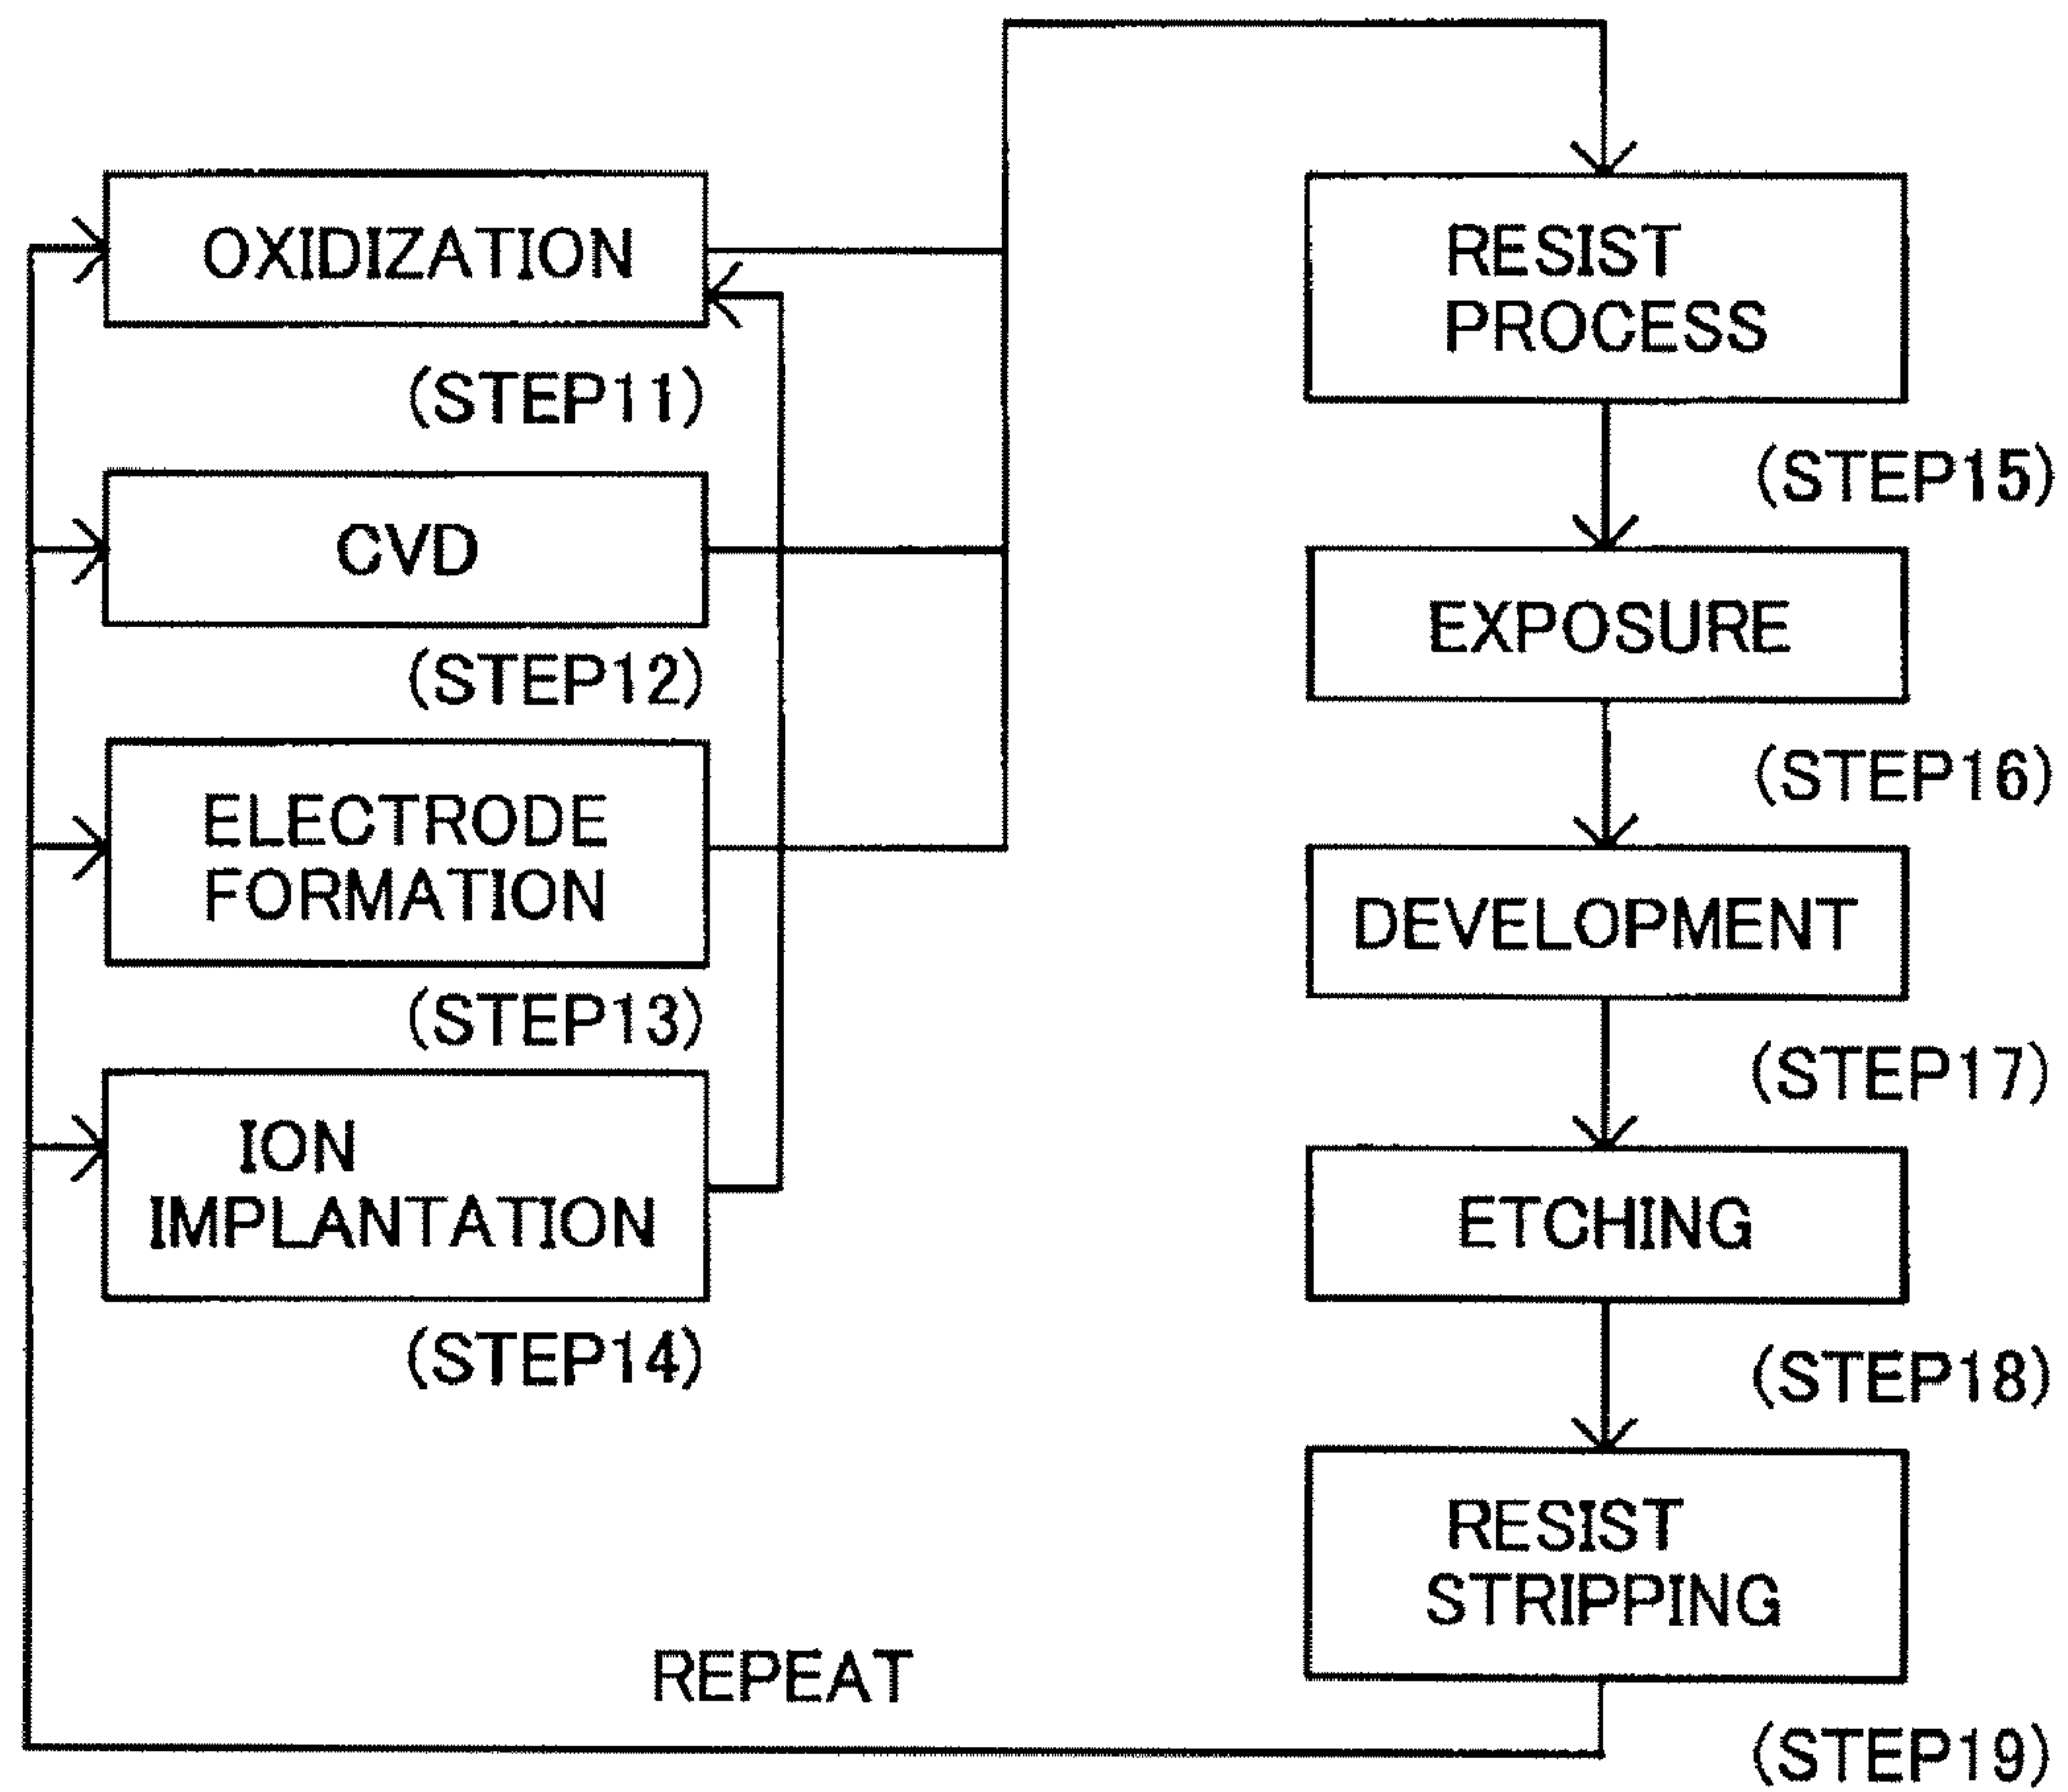 OXIDIZATION
(STEP11)
CVD
(STEP12)
ELECTRODE
FORMATION
(STEP13)
ION
IMPLANTATION
(STEP14)
RESIST
PROCESS
(STEP15)
EXPOSURE
(STEP16)
DEVELOPMENT
(STEP17)
ETCHING
(STEP18)
RESIST
STRIPPING
(STEP19)
REPEAT